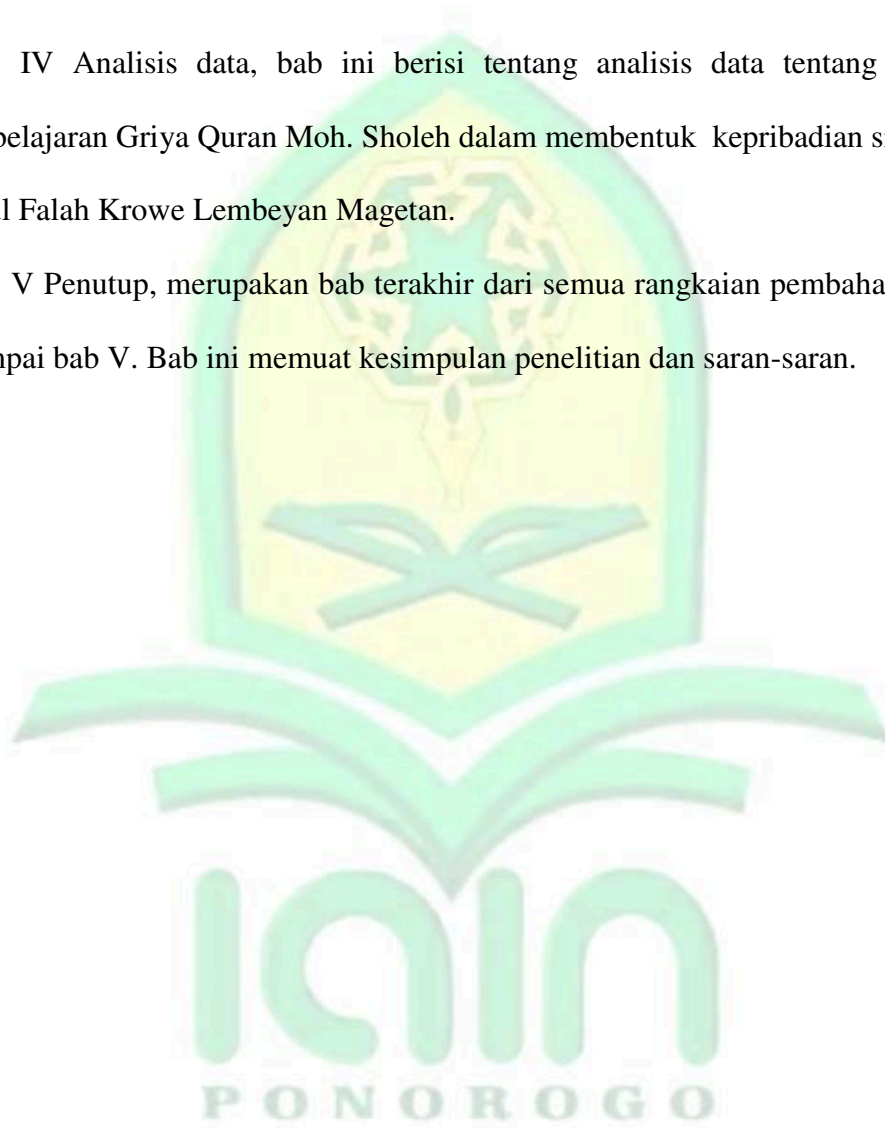 IV Analisis data, bab ini berisi tentang analisis data tentang
belajaran Griya Quran Moh. Sholeh dalam membentuk kepribadian
l Falah Krowe Lembeyan Magetan.
V Penutup, merupakan bab terakhir dari semua rangkaian pembaha
pai bab V. Bab ini memuat kesimpulan penelitian dan saran-saran.
iain
PONOROGO